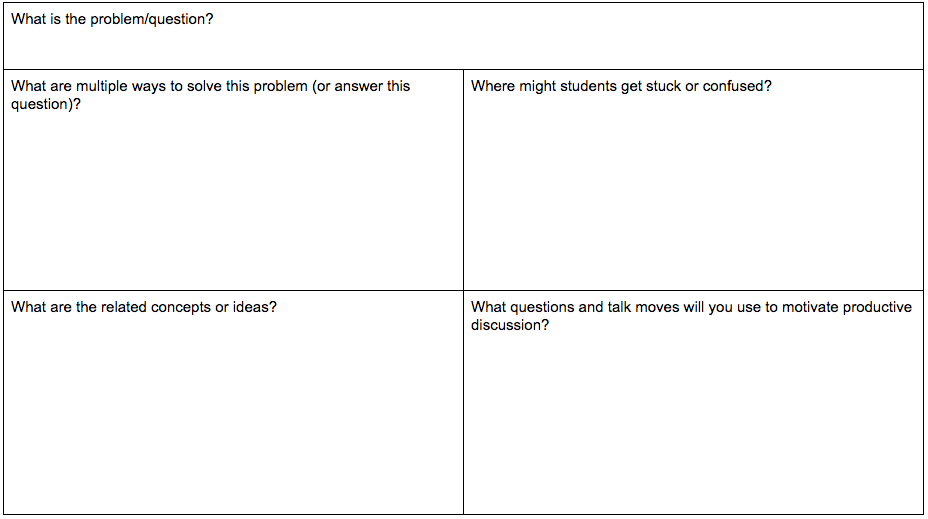 What is the problem/question?
What are multiple ways to solve this problem (or answer this
question)?
Where might students get stuck or confused?
What are the related concepts or ideas?
What questions and talk moves will you use to motivate productive
discussion?